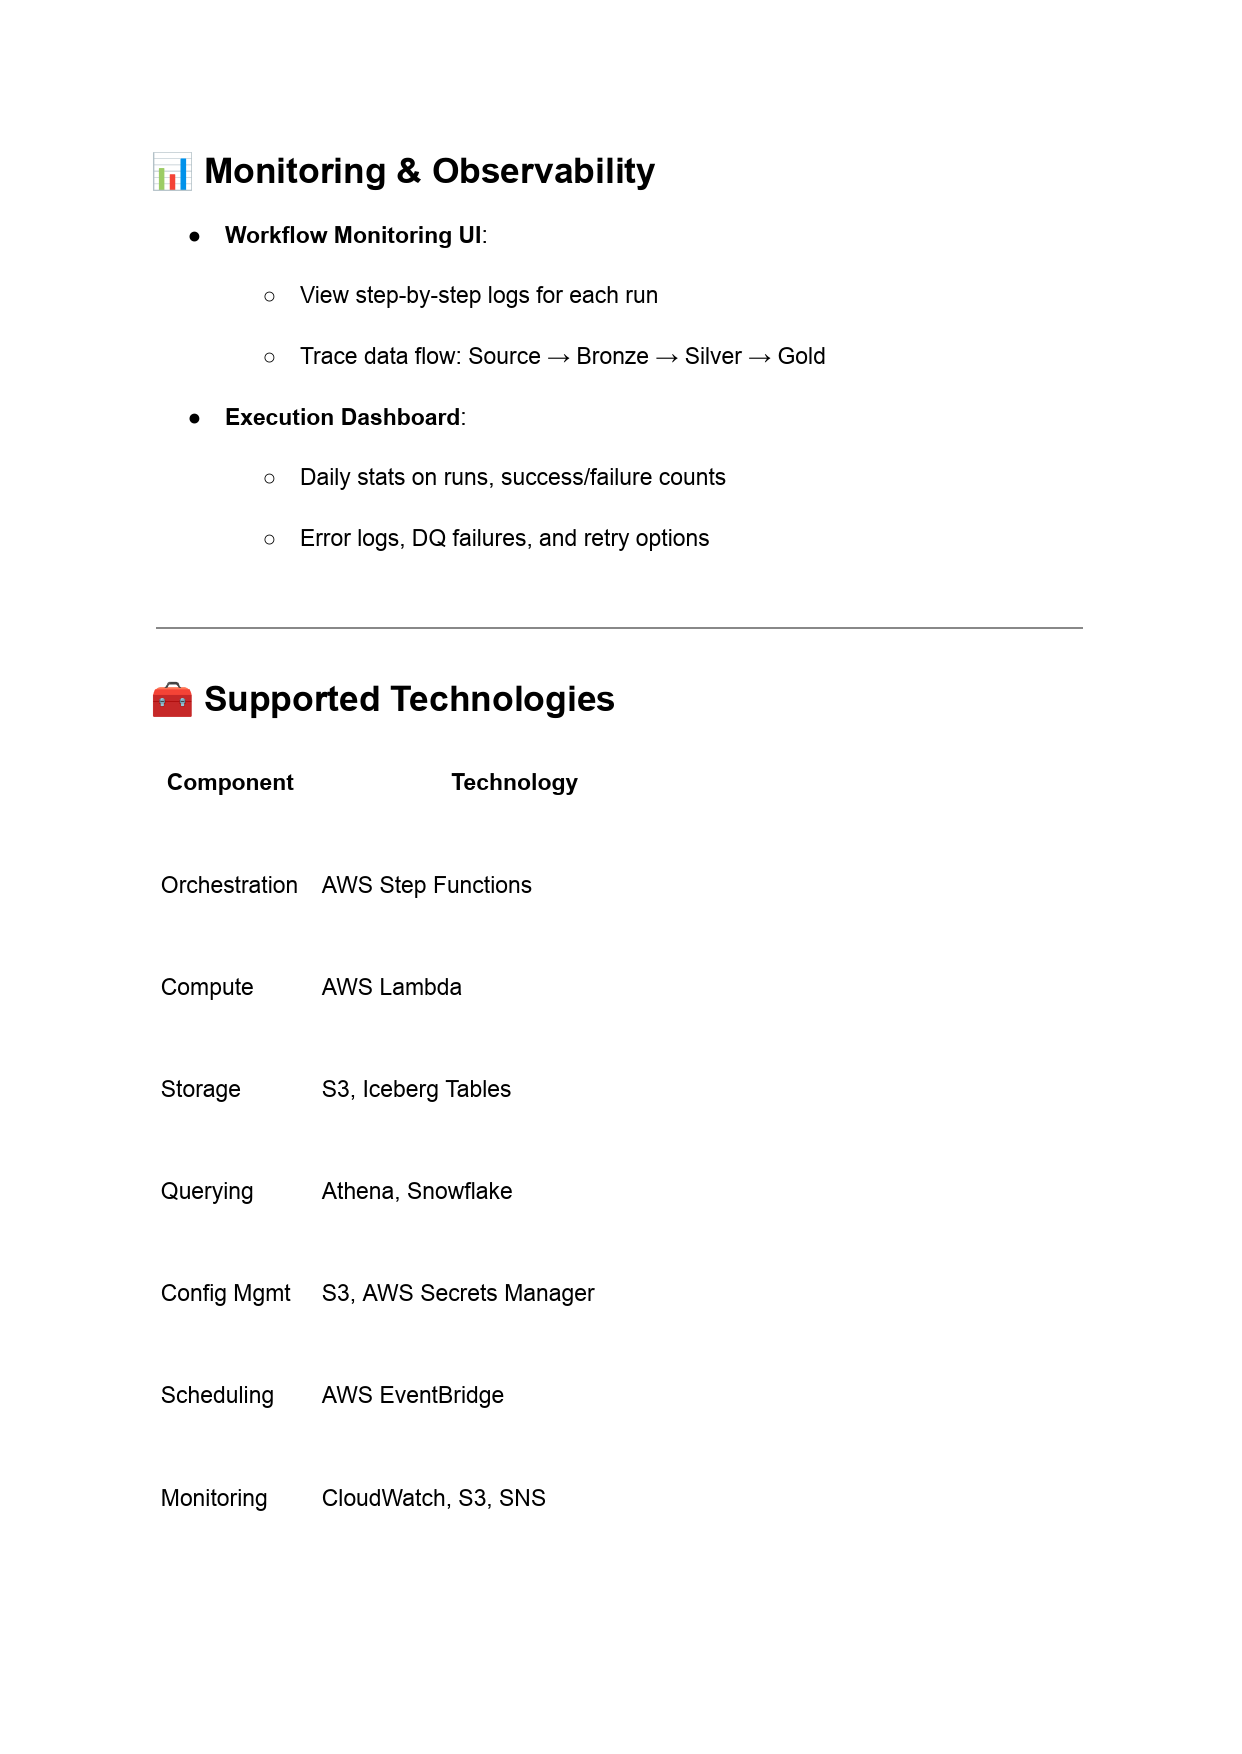 📊 Monitoring & Observability
● Workflow Monitoring UI:
○ View step-by-step logs for each run
○ Trace data flow: Source → Bronze → Silver → Gold
● Execution Dashboard:
○ Daily stats on runs, success/failure counts
○ Error logs, DQ failures, and retry options
🧰 Supported Technologies
Component Technology
Orchestration AWS Step Functions
Compute AWS Lambda
Storage S3, Iceberg Tables
Querying Athena, Snowflake
Config Mgmt S3, AWS Secrets Manager
Scheduling AWS EventBridge
Monitoring CloudWatch, S3, SNS